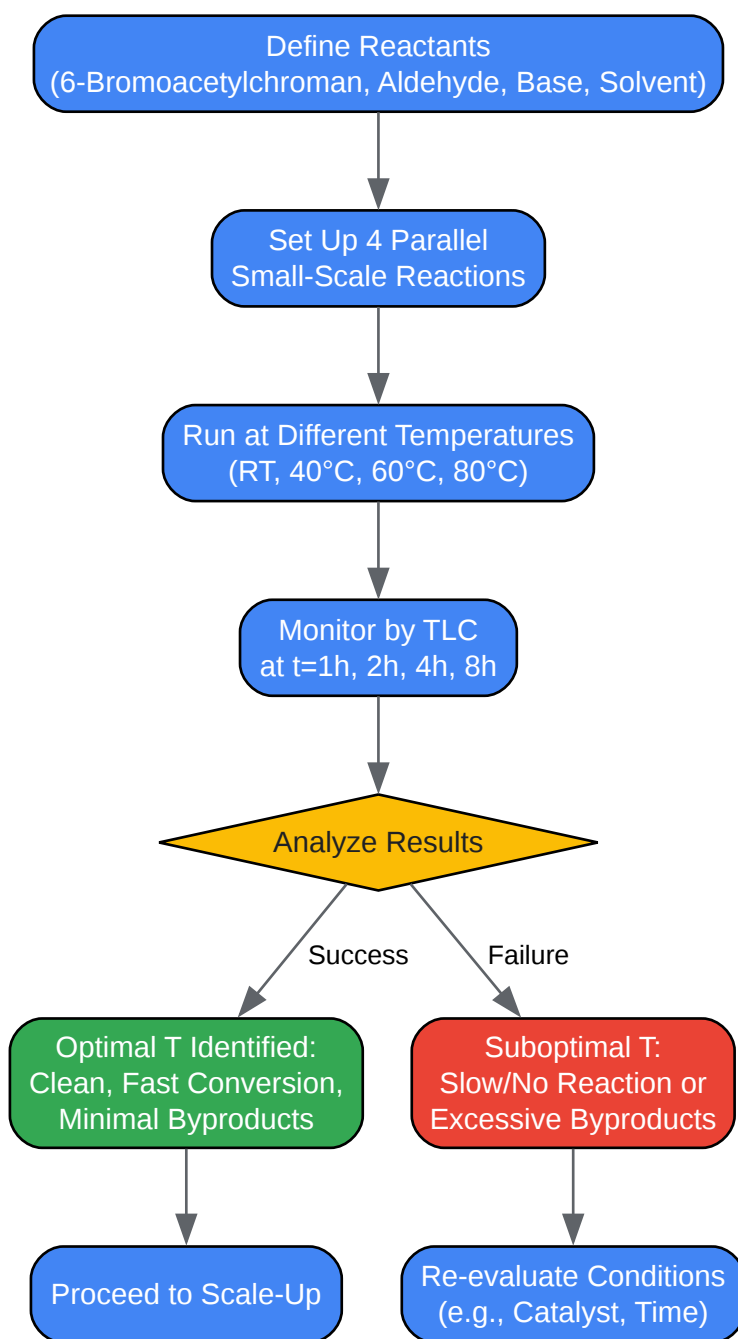 Define Reactants
(6-Bromoacetylchroman, Aldehyde, Base, Solvent)
Set Up 4 Parallel
Small-Scale Reactions
Run at Different Temperatures
(RT, 40°C, 60°C, 80°C)
Monitor by TLC
at t=1h, 2h, 4h, 8h
Analyze Results
Success
Failure
Optimal T Identified:
Clean, Fast Conversion,
Minimal Byproducts
Suboptimal T:
Slow/No Reaction or
Excessive Byproducts
Proceed to Scale-Up
Re-evaluate Conditions
(e.g., Catalyst, Time)